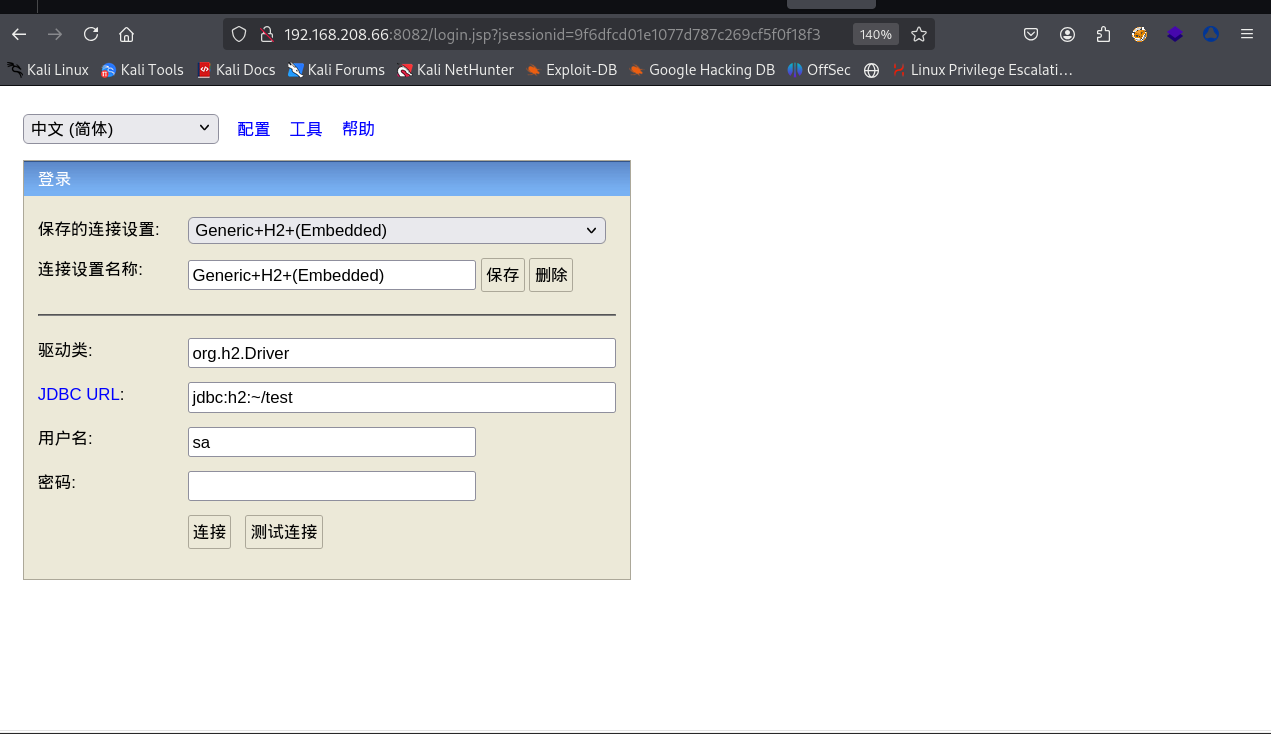 192.168.208.66:8082/login.jsp?jsessionid=9f6dfcd01e1077d787c269cf5f0f18f3 140%
Kali Linux Kali Tools Kali Docs Kali Forums Kali NetHunter Exploit-DB Google Hacking DB OffSec Linux Privilege Escalati…
中文 (简体) 配置 工具 帮助
登录
保存的连接设置: Generic+H2+(Embedded)
连接设置名称: Generic+H2+(Embedded) 保存 删除
驱动类: org.h2.Driver
JDBC URL: jdbc:h2:~/test
用户名: sa
密码:
连接 测试连接